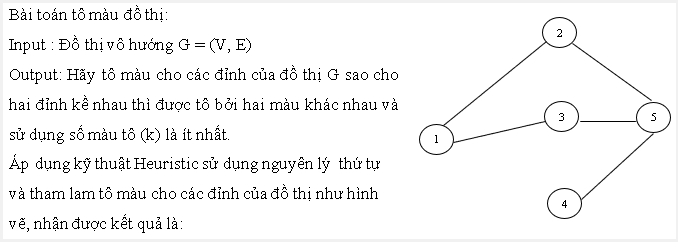 Bài toán tô màu đồ thị:
Input : Đồ thị vô hướng G = (V, E)
Output: Hãy tô màu cho các đỉnh của đồ thị G sao cho
hai đỉnh kề nhau thì được tô bởi hai màu khác nhau và
sử dụng số màu tô (k) là ít nhất.
Áp dụng kỹ thuật Heuristic sử dụng nguyên lý thứ tự
và tham lam tô màu cho các đỉnh của đồ thị như hình
vẽ, nhận được kết quả là:
2
3
5
1
4